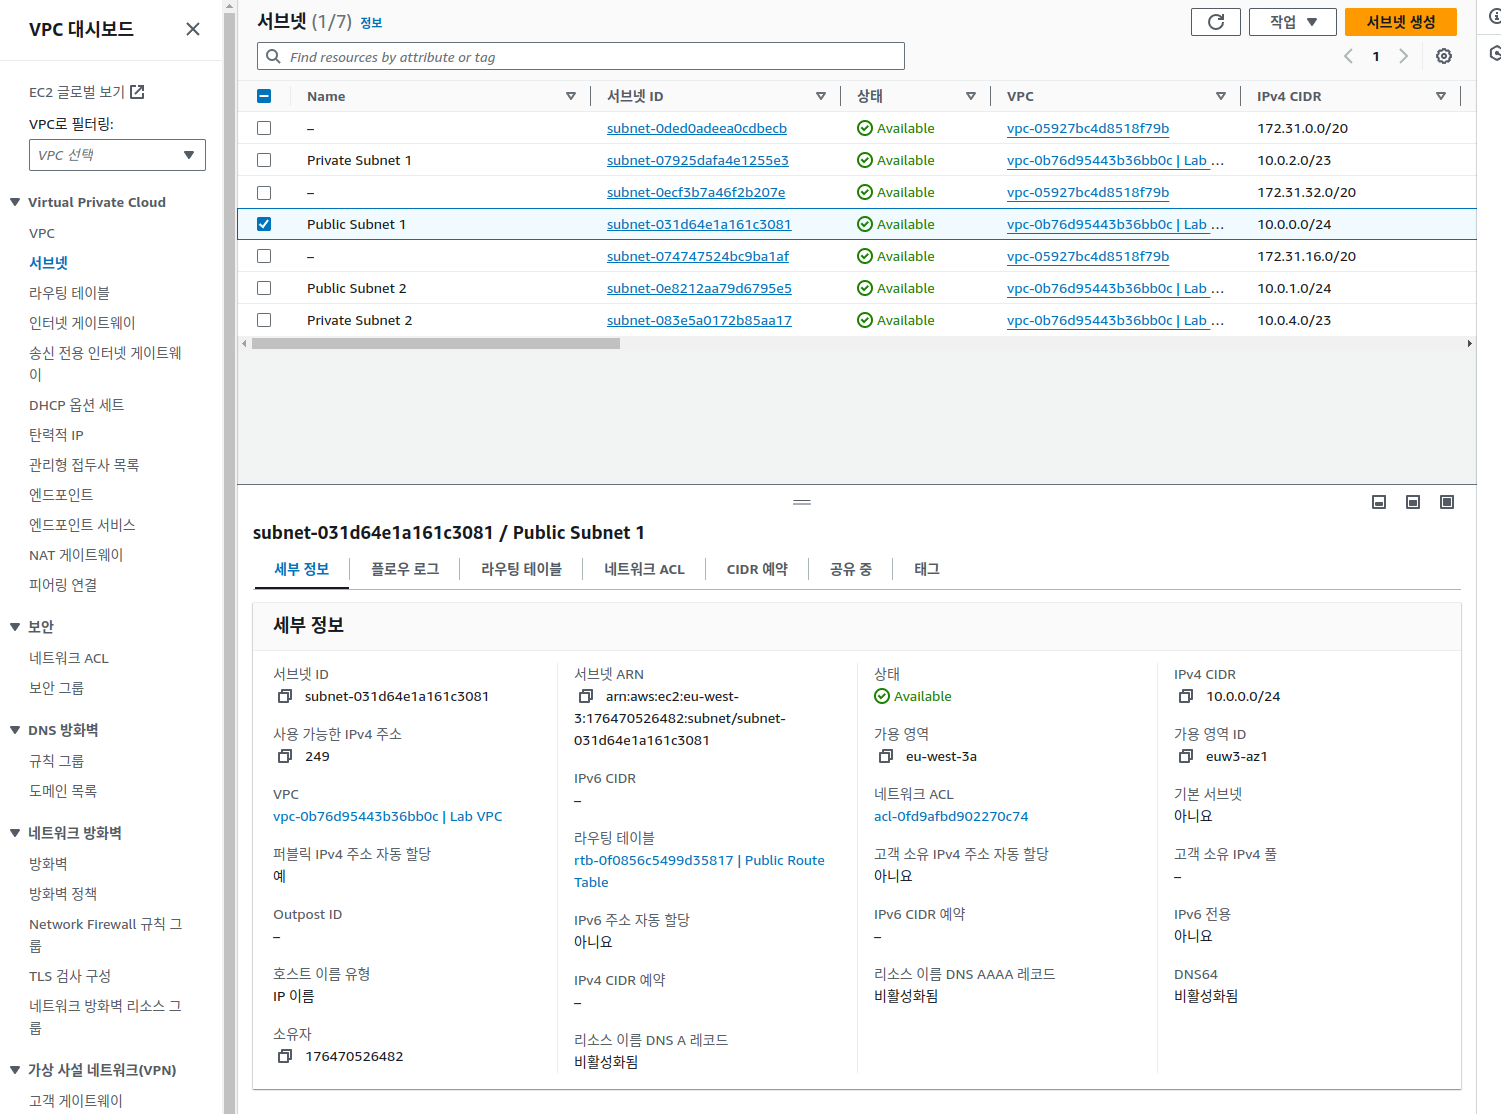 VPC 대시보드
EC2 글로벌 보기
VPC로 필터링:
VPC 선택
Virtual Private Cloud
VPC
서브넷
라우팅 테이블
인터넷 게이트웨이
송신 전용 인터넷 게이트웨
이
DHCP 옵션 세트
탄력적 IP
관리형 접두사 목록
엔드포인트
엔드포인트 서비스
NAT 게이트웨이
피어링 연결
보안
네트워크 ACL
보안 그룹
DNS 방화벽
규칙 그룹
도메인 목록
네트워크 방화벽
방화벽
방화벽 정책
Network Firewall 규칙 그
룹
TLS 검사 구성
네트워크 방화벽 리소스 그
룹
가상 사설 네트워크(VPN)
고객 게이트웨이
서브넷 (1/7) 정보
작업
서브넷 생성
Find resources by attribute or tag
1
Name 서브넷 ID 상태 VPC IPv4 CIDR
– subnet-0ded0adeea0cdbecb Available vpc-05927bc4d8518f79b 172.31.0.0/20
Private Subnet 1 subnet-07925dafa4e1255e3 Available vpc-0b76d95443b36bb0c | Lab … 10.0.2.0/23
– subnet-0ecf3b7a46f2b207e Available vpc-05927bc4d8518f79b 172.31.32.0/20
Public Subnet 1 subnet-031d64e1a161c3081 Available vpc-0b76d95443b36bb0c | Lab … 10.0.0.0/24
– subnet-074747524bc9ba1af Available vpc-05927bc4d8518f79b 172.31.16.0/20
Public Subnet 2 subnet-0e8212aa79d6795e5 Available vpc-0b76d95443b36bb0c | Lab … 10.0.1.0/24
Private Subnet 2 subnet-083e5a0172b85aa17 Available vpc-0b76d95443b36bb0c | Lab … 10.0.4.0/23
subnet-031d64e1a161c3081 / Public Subnet 1
세부 정보 플로우 로그 라우팅 테이블 네트워크 ACL CIDR 예약 공유 중 태그
세부 정보
서브넷 ID
subnet-031d64e1a161c3081
사용 가능한 IPv4 주소
249
VPC
vpc-0b76d95443b36bb0c | Lab VPC
퍼블릭 IPv4 주소 자동 할당
예
Outpost ID
–
호스트 이름 유형
IP 이름
소유자
176470526482
서브넷 ARN
arn:aws:ec2:eu-west-
3:176470526482:subnet/subnet-
031d64e1a161c3081
IPv6 CIDR
–
라우팅 테이블
rtb-0f0856c5499d35817 | Public Route
Table
IPv6 주소 자동 할당
아니요
IPv4 CIDR 예약
–
리소스 이름 DNS A 레코드
비활성화됨
상태
Available
가용 영역
eu-west-3a
네트워크 ACL
acl-0fd9afbd902270c74
고객 소유 IPv4 주소 자동 할당
아니요
IPv6 CIDR 예약
–
리소스 이름 DNS AAAA 레코드
비활성화됨
IPv4 CIDR
10.0.0.0/24
가용 영역 ID
euw3-az1
기본 서브넷
아니요
고객 소유 IPv4 풀
–
IPv6 전용
아니요
DNS64
비활성화됨